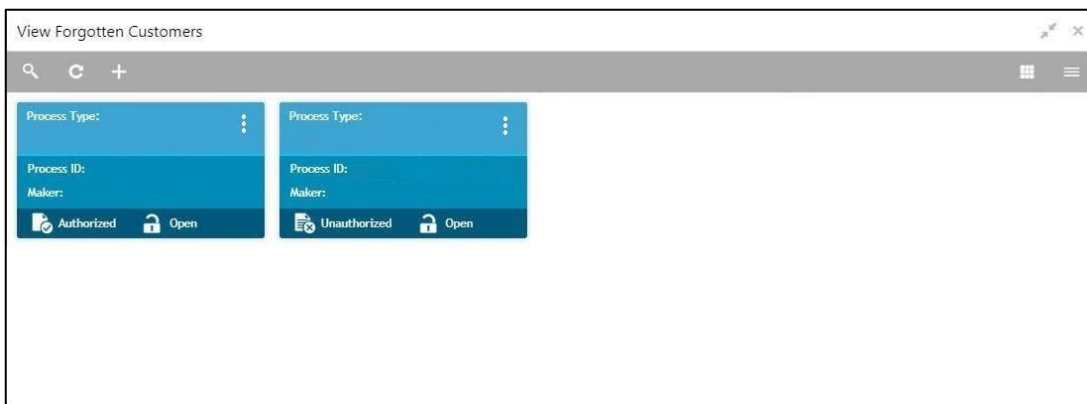 View Forgotten Customers
Process Type:
Process ID:
Maker:
Authorized Open
Process Type:
Process ID:
Maker:
Unauthorized Open